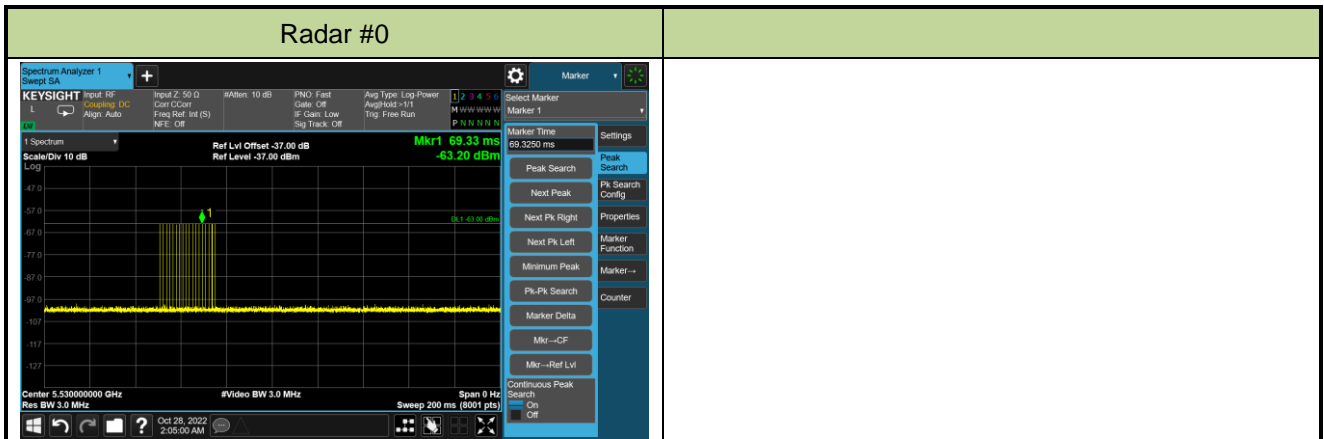 Radar #0
Spectrum Analyzer 1
Swept SA
+
Marker
KEYSIGHT
L
Input: RF
Coupling: DC
Align: Auto
Input Z: 50 Ω
Corr CCorr
Freq Ref: Int (S)
NFE: Off
#Atten: 10 dB
PNO: Fast
Gate: Off
IF Gain: Low
Sig Track: Off
Avg Type: Log-Power
Avg|Hold:>1/1
Trig: Free Run
1 2 3 4 5 6
M W W W W W
P N N N N N
Select Marker
Marker 1
1 Spectrum
Scale/Div 10 dB
Ref Lvl Offset -37.00 dB
Ref Level -37.00 dBm
Mkr1 69.33 ms
-63.20 dBm
Log
-47.0
-57.0
-67.0
-77.0
-87.0
-97.0
-107
-117
-127
1
DL1 -63.00 dBm
Center 5.530000000 GHz
Res BW 3.0 MHz
#Video BW 3.0 MHz
Span 0 Hz
Sweep 200 ms (8001 pts)
Marker Time
69.3250 ms
Peak Search
Next Peak
Next Pk Right
Next Pk Left
Minimum Peak
Pk-Pk Search
Marker Delta
Mkr→CF
Mkr→Ref Lvl
Continuous Peak
Search
On
Off
Settings
Peak
Search
Pk Search
Config
Properties
Marker
Function
Marker→
Counter
?
Oct 28, 2022
2:05:00 AM